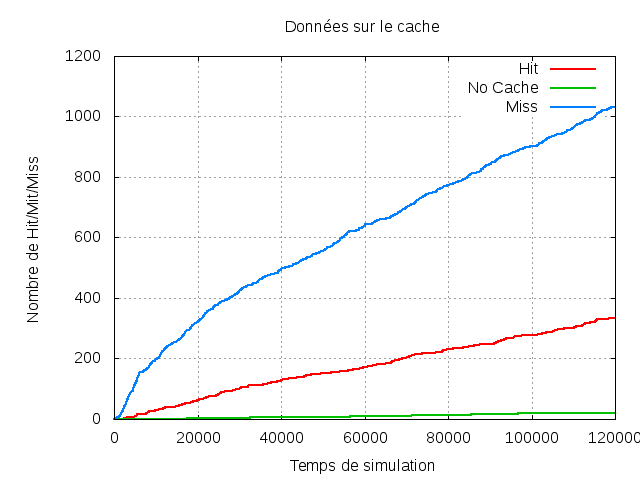 Données sur le cache
1200
1000
800
600
400
200
0
Nombre de Hit/Mit/Miss
Hit
No Cache
Miss
0 20000 40000 60000 80000 100000 120000
Temps de simulation